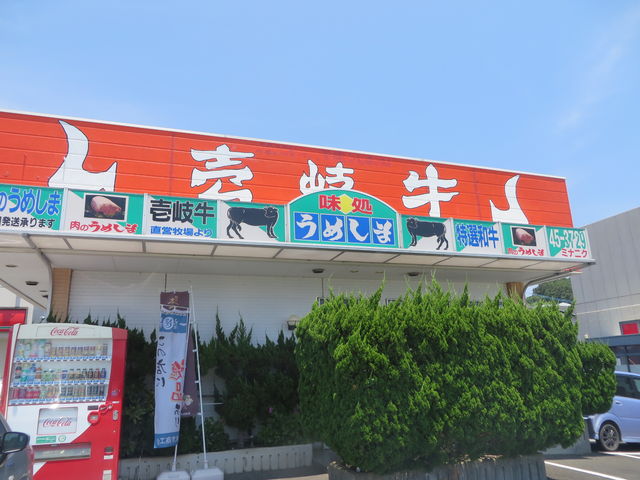 壱岐牛
味処
うめしま
のうめしま
発送承ります
肉のうめしま
壱岐牛
直営牧場より
特選和牛
肉のうめしま
45-3729
ミナニク
Coca-Cola
Coca-Cola
Coca-Cola